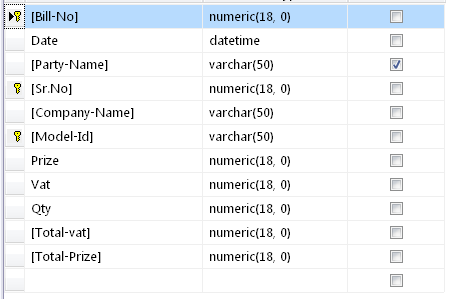 [Bill-No] numeric(18, 0)
Date datetime
[Party-Name] varchar(50)
[Sr.No] numeric(18, 0)
[Company-Name] varchar(50)
[Model-Id] varchar(50)
Prize numeric(18, 0)
Vat numeric(18, 0)
Qty numeric(18, 0)
[Total-vat] numeric(18, 0)
[Total-Prize] numeric(18, 0)